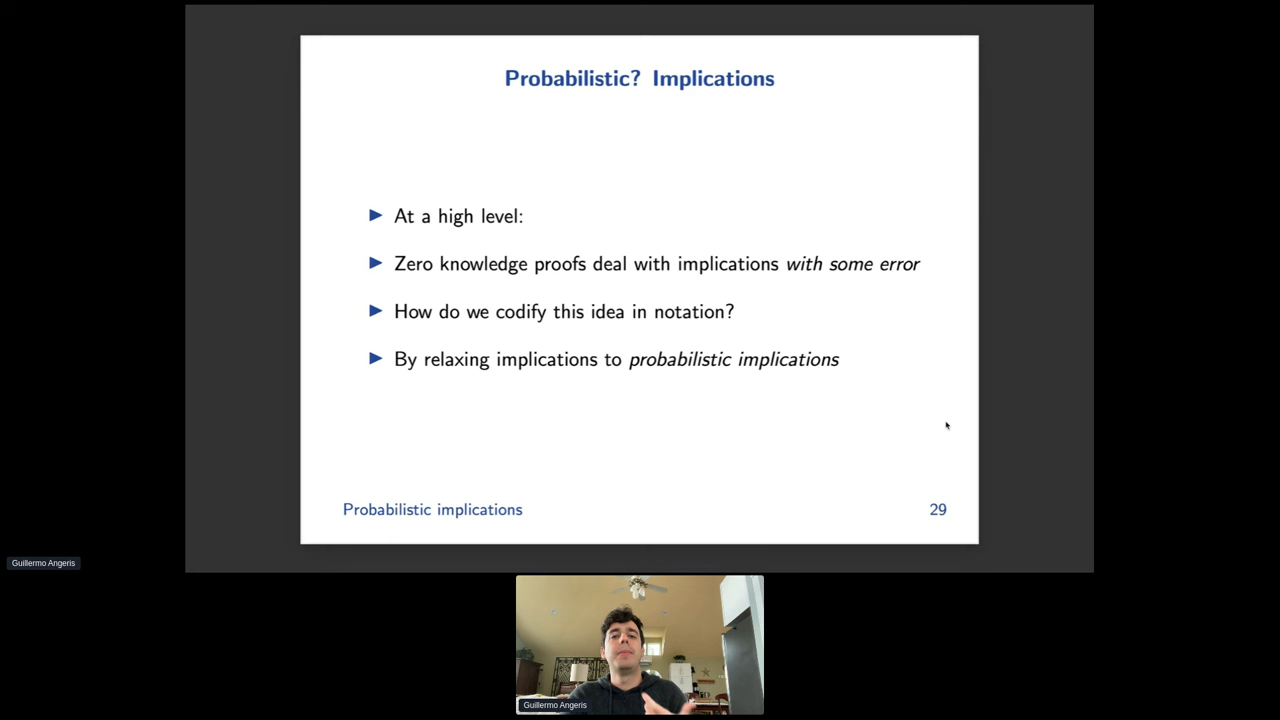 Probabilistic? Implications
At a high level:
Zero knowledge proofs deal with implications with some error
How do we codify this idea in notation?
By relaxing implications to probabilistic implications
Probabilistic implications
29
Guillermo Angeris
Guillermo Angeris